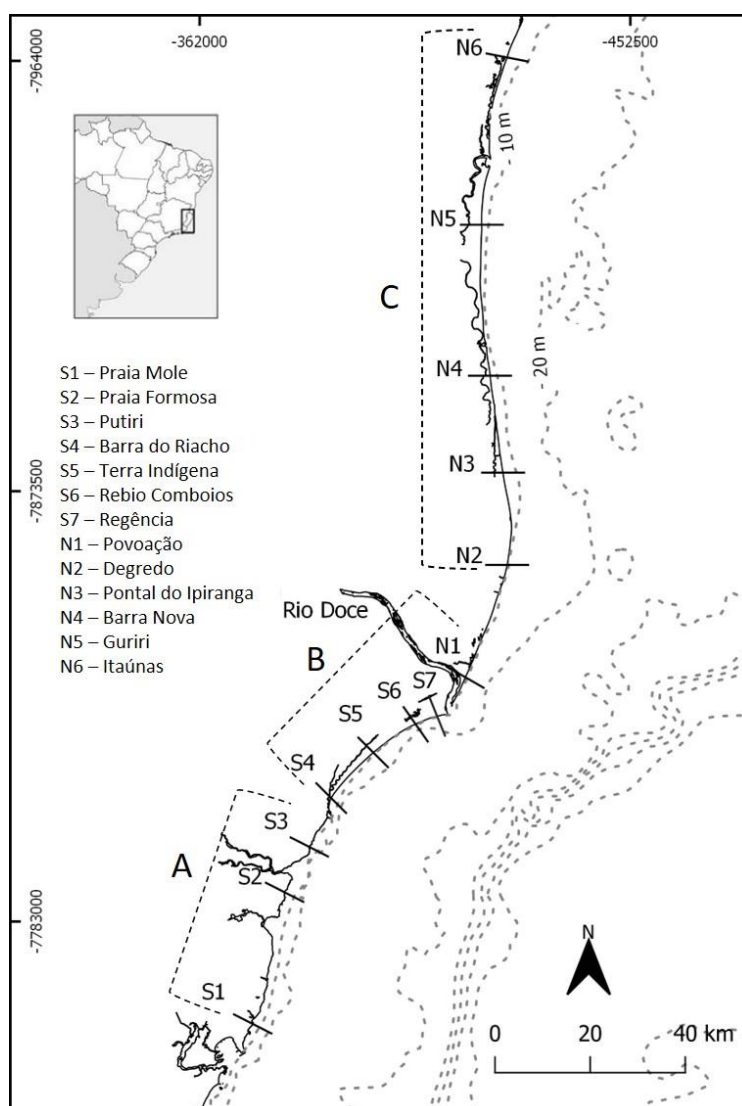 -362000
-452500
-7964000
N6
- 10 m
N5
C
- 20 m
N4
S1 – Praia Mole
S2 – Praia Formosa
S3 – Putiri
S4 – Barra do Riacho
S5 – Terra Indígena
S6 – Rebio Comboios
S7 – Regência
N1 – Povoação
N2 – Degredo
N3 – Pontal do Ipiranga
N4 – Barra Nova
N5 – Guriri
N6 – Itaúnas
N3
-7873500
N2
Rio Doce
B
N1
S7
S6
S5
S4
S3
A
S2
-7783000
N
S1
0 20 40 km